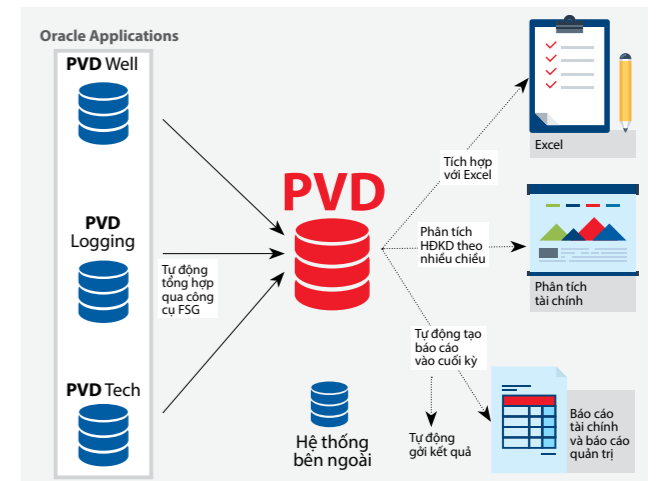 Oracle Applications
PVD Well
PVD
Logging
PVD Tech
Tự động
tổng hợp
qua công
cụ FSG
PVD
Hệ thống
bên ngoài
Tích hợp
với Excel
Phân tích
HĐKD theo
nhiều chiều
Tự động tạo
báo cáo
vào cuối kỳ
Tự động
gởi kết quả
Excel
Phân tích
tài chính
Báo cáo
tài chính
và báo cáo
quản trị